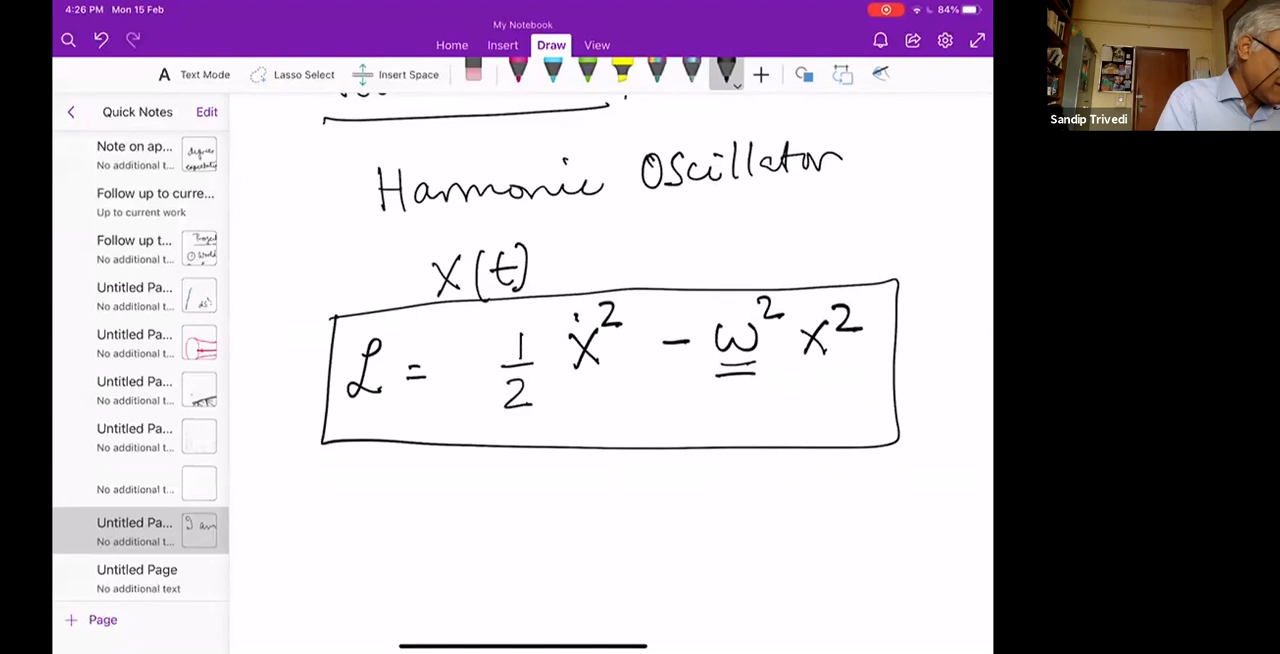 4:26 PM Mon 15 Feb
84%
My Notebook
Home Insert Draw View
Text Mode Lasso Select Insert Space
Quick Notes Edit
Note on ap...
No additional t...
Follow up to curre...
Up to current work
Follow up t...
No additional t...
Untitled Pa...
No additional t...
Untitled Pa...
No additional t...
Untitled Pa...
No additional t...
Untitled Pa...
No additional t...
No additional t...
Untitled Pa...
No additional t...
Untitled Page
No additional text
+ Page
Harmonic Oscillator
X(t)
ℒ = 1/2 ẋ² - ω² x²
Sandip Trivedi